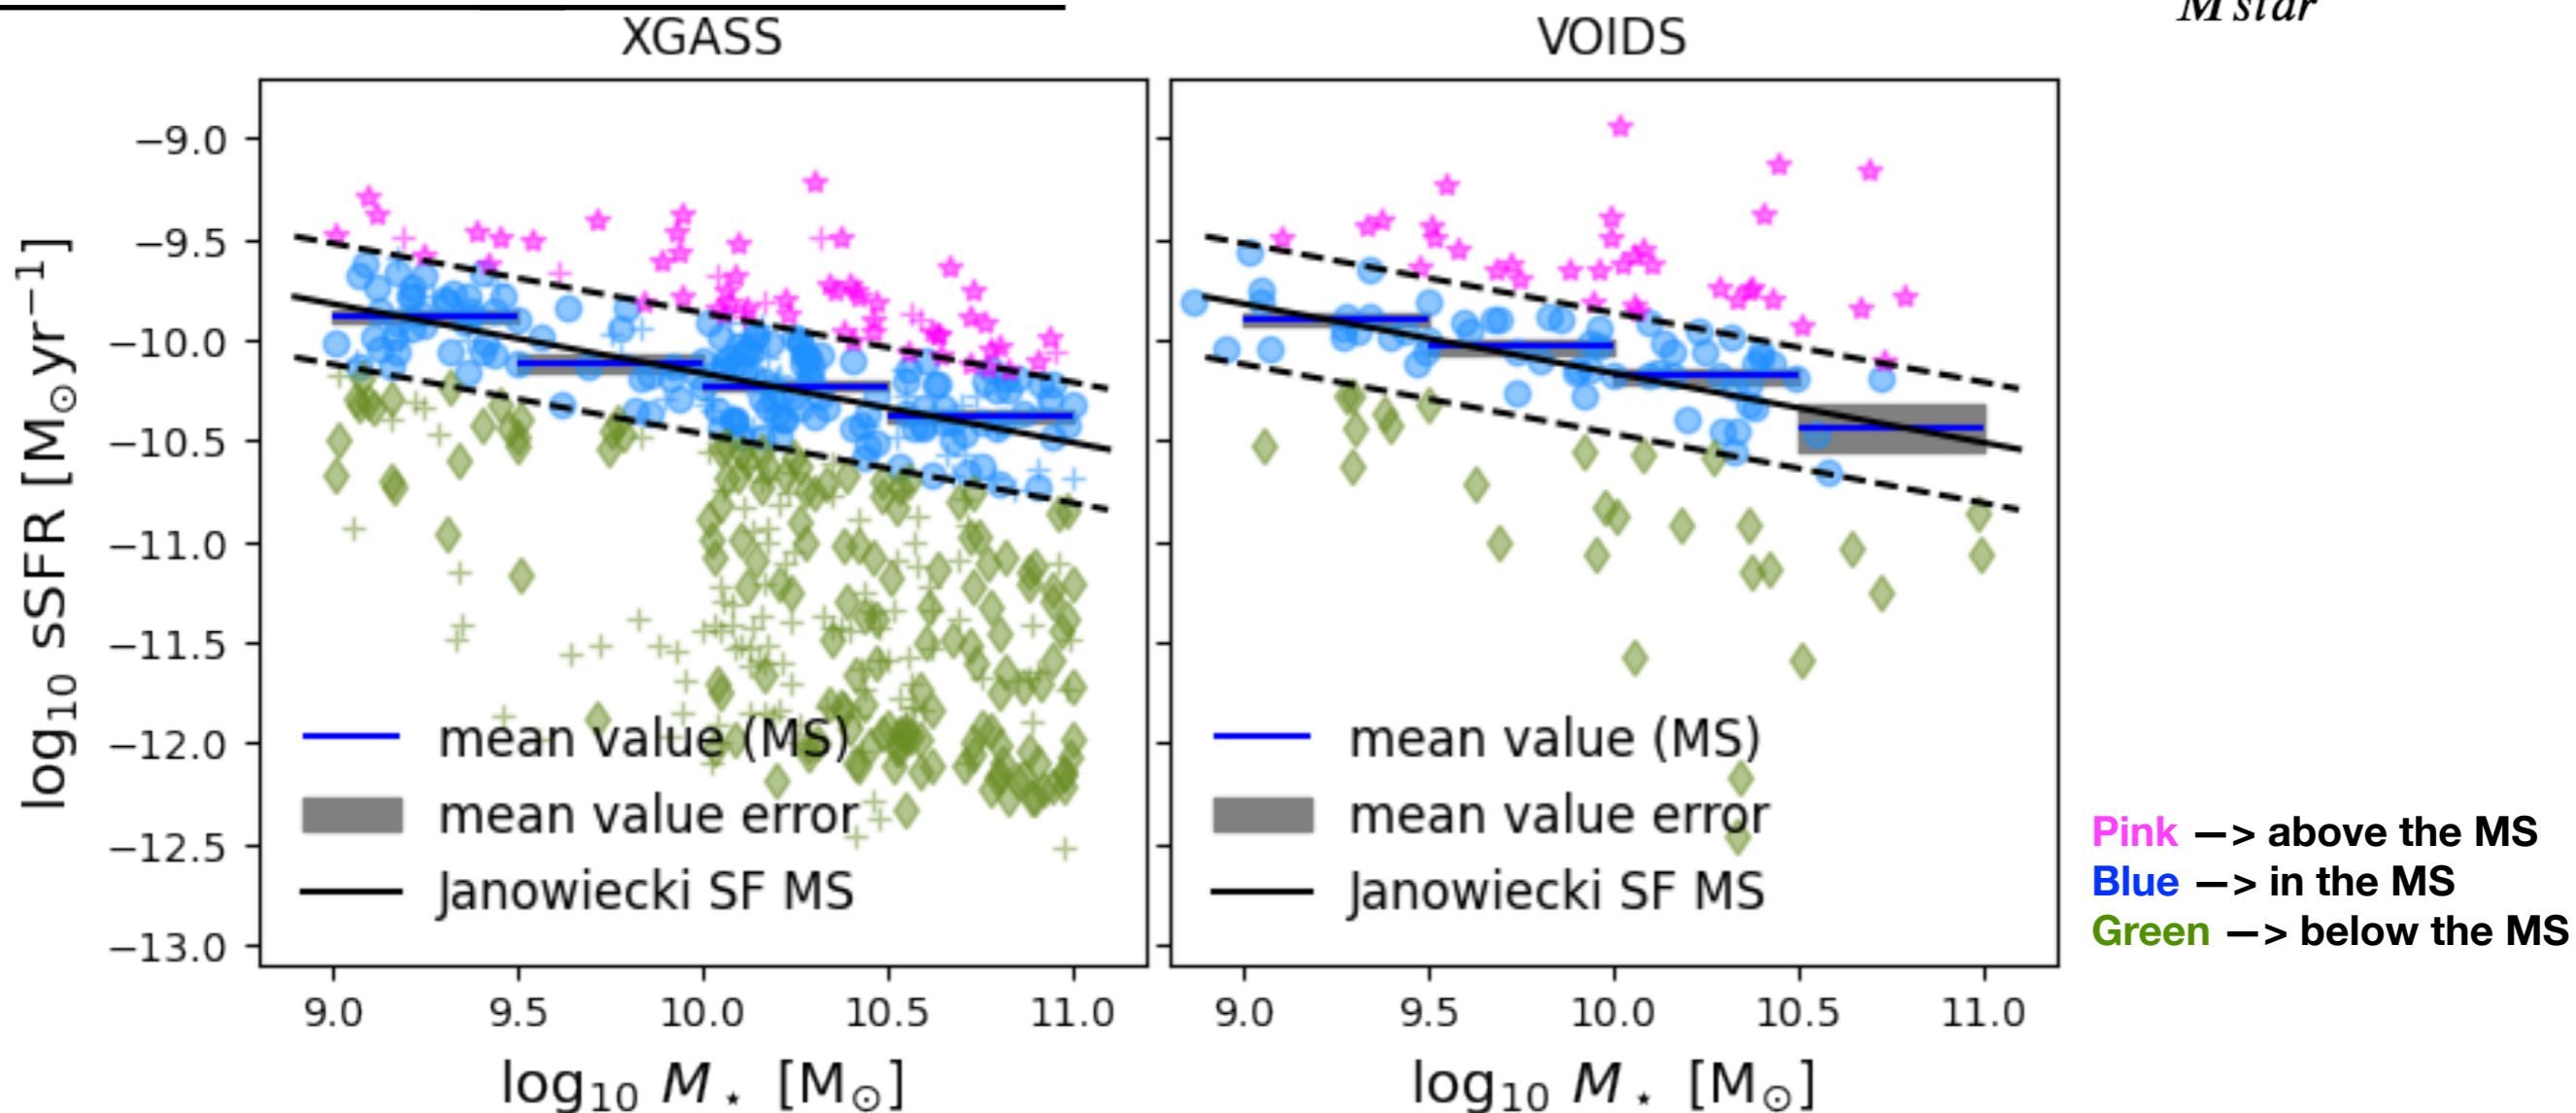 M star
XGASS
VOIDS
log₁₀ sSFR [M☉yr⁻¹]
−9.0
−9.5
−10.0
−10.5
−11.0
−11.5
−12.0
−12.5
−13.0
mean value (MS)
mean value error
Janowiecki SF MS
mean value (MS)
mean value error
Janowiecki SF MS
Pink —> above the MS
Blue —> in the MS
Green —> below the MS
9.0 9.5 10.0 10.5 11.0
9.0 9.5 10.0 10.5 11.0
log₁₀ M⋆ [M☉]
log₁₀ M⋆ [M☉]